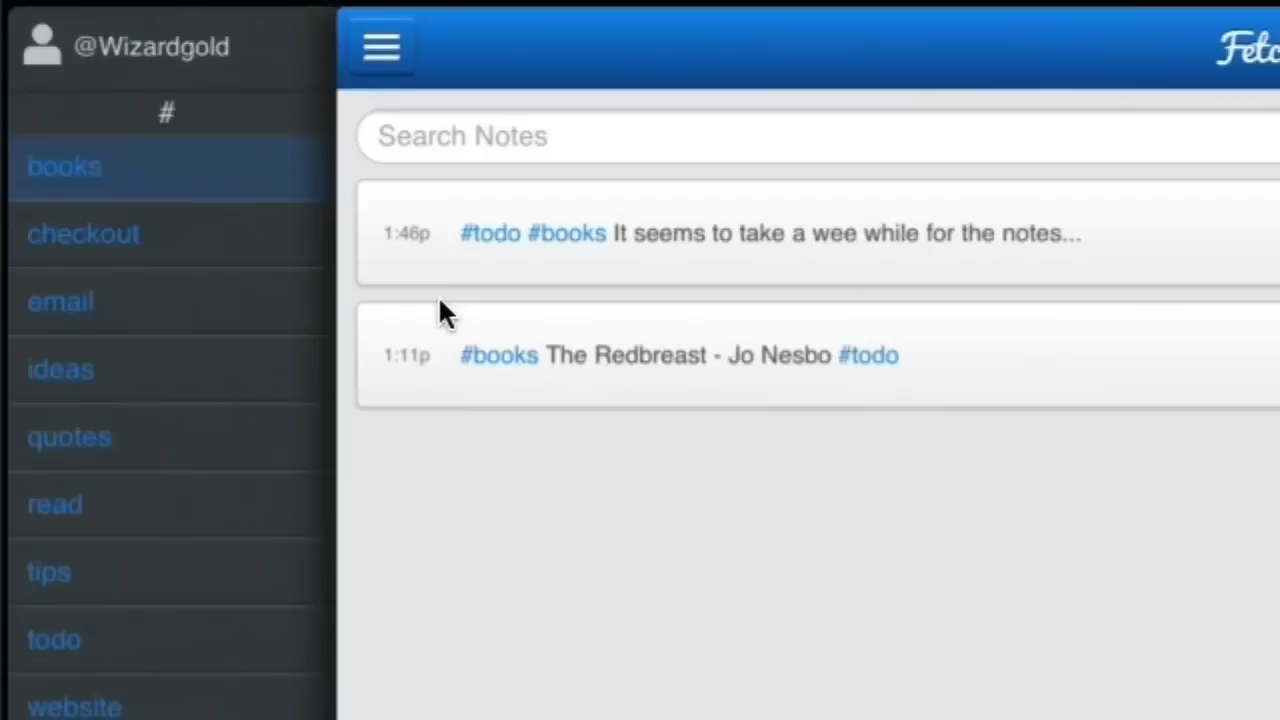 @Wizardgold
#
books
checkout
email
ideas
quotes
read
tips
todo
website
Fetc
Search Notes
1:46p #todo #books It seems to take a wee while for the notes...
1:11p #books The Redbreast - Jo Nesbo #todo